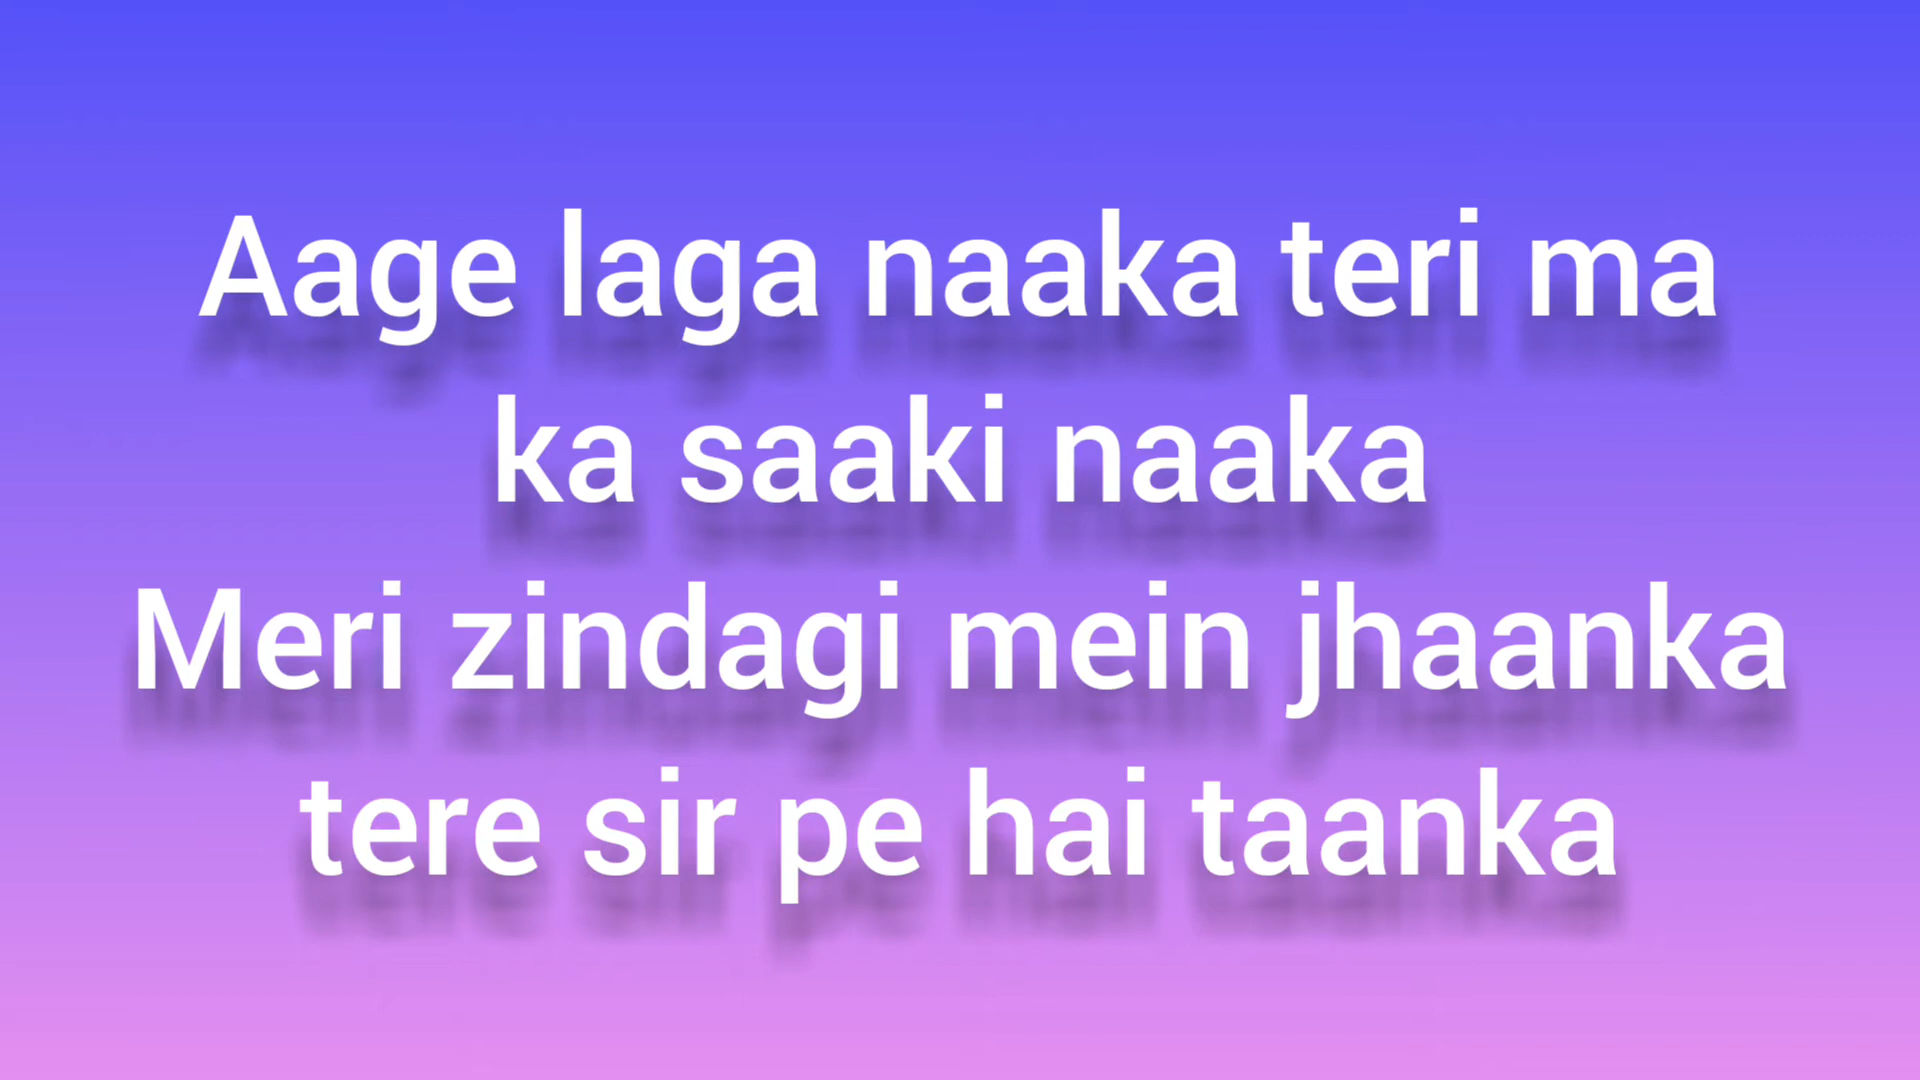 Aage laga naaka teri ma
ka saaki naaka
Meri zindagi mein jhaanka
tere sir pe hai taanka